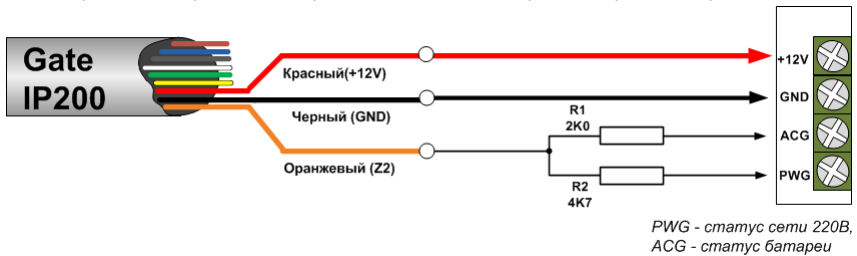 Gate
IP200
Красный(+12V)
Черный (GND)
Оранжевый (Z2)
R1
2K0
R2
4K7
+12V
GND
ACG
PWG
PWG - статус сети 220В,
ACG - статус батареи